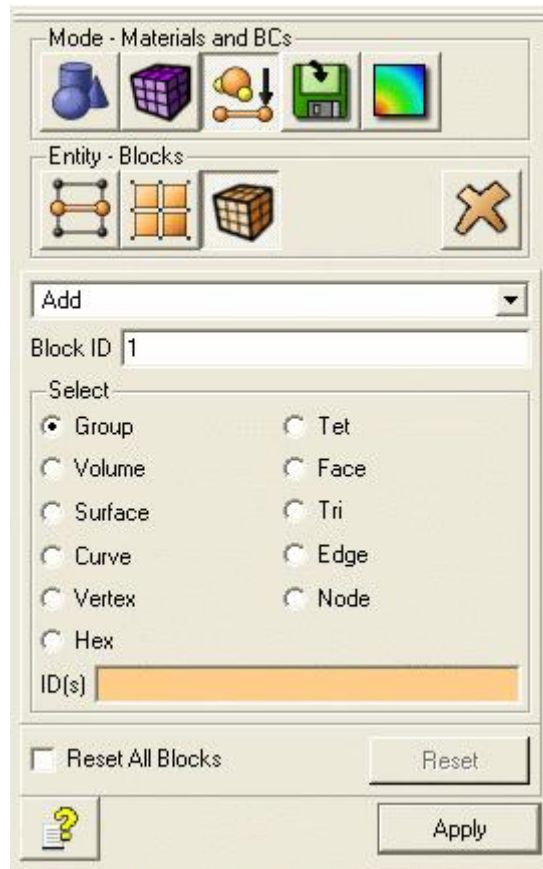 Mode - Materials and BCs
Entity - Blocks
Add
Block ID 1
Select
Group Tet
Volume Face
Surface Tri
Curve Edge
Vertex Node
Hex
ID(s)
Reset All Blocks Reset
Apply